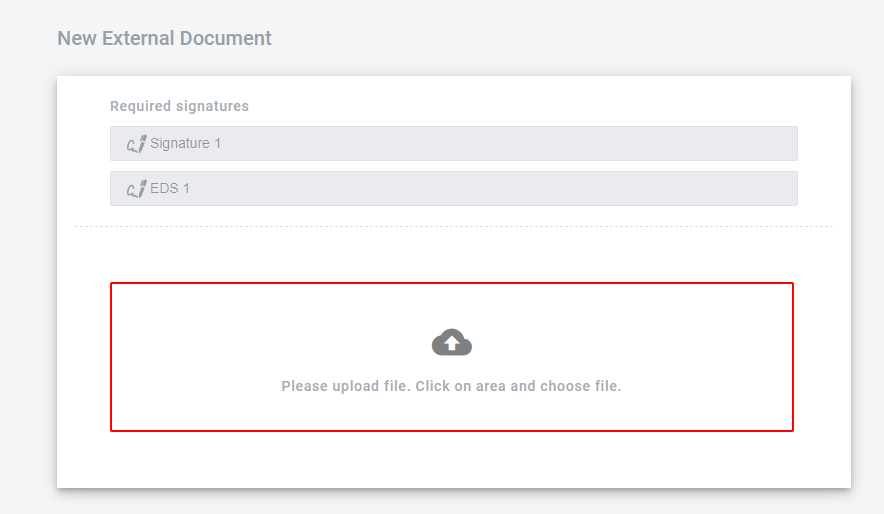 New External Document
Required signatures
Signature 1
EDS 1
Please upload file. Click on area and choose file.